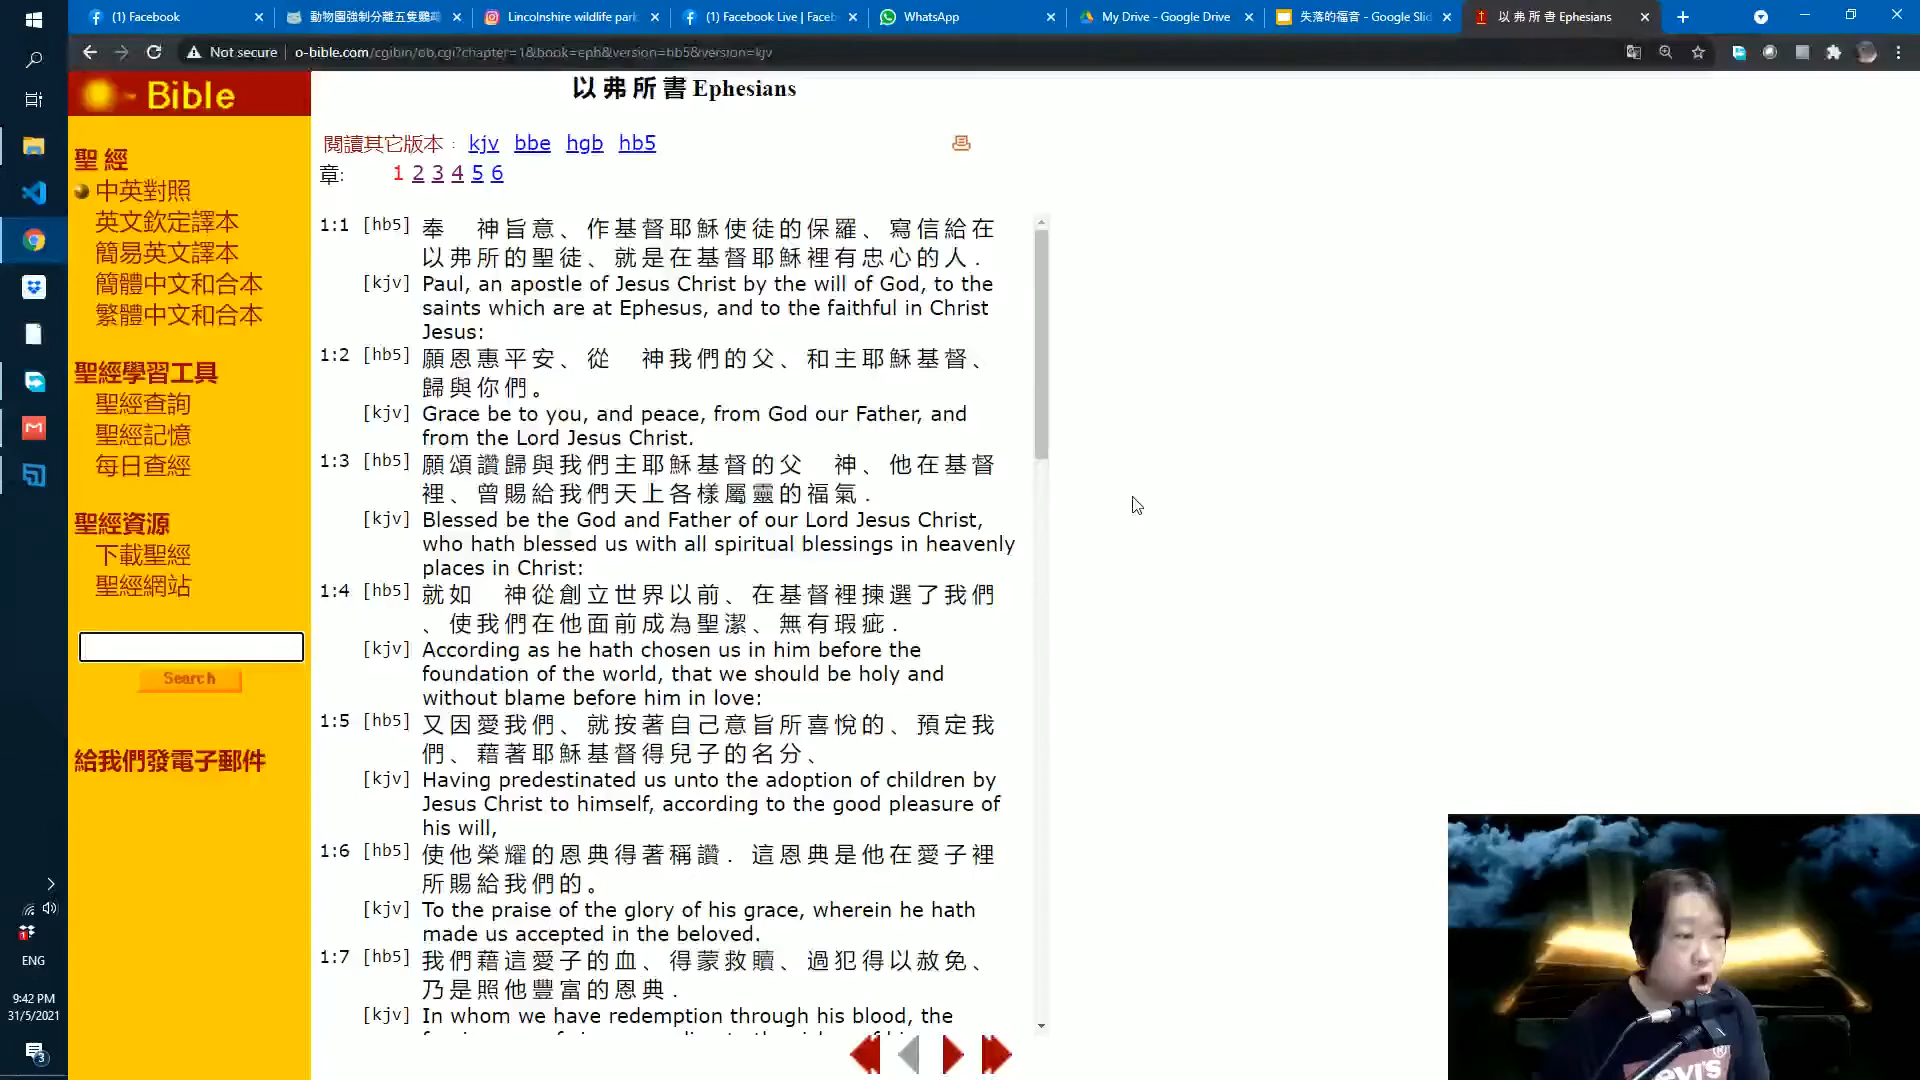 (1) Facebook
動物園強制分離五隻鸚鵡
Lincolnshire wildlife park
(1) Facebook Live | Faceb
WhatsApp
My Drive - Google Drive
失落的福音 - Google Slid
以弗所書 Ephesians
Not secure
o-bible.com/cgibin/ob.cgi?chapter=1&book=eph&version=hb5&version=kjv
Bible
聖經
中英對照
英文欽定譯本
簡易英文譯本
簡體中文和合本
繁體中文和合本
聖經學習工具
聖經查詢
聖經記憶
每日查經
聖經資源
下載聖經
聖經網站
Search
給我們發電子郵件
以弗所書 Ephesians
閱讀其它版本： kjv bbe hgb hb5
章: 1 2 3 4 5 6
1:1 [hb5] 奉　神旨意、作基督耶穌使徒的保羅、寫信給在
以弗所的聖徒、就是在基督耶穌裡有忠心的人．
[kjv] Paul, an apostle of Jesus Christ by the will of God, to the
saints which are at Ephesus, and to the faithful in Christ
Jesus:
1:2 [hb5] 願恩惠平安、從　神我們的父、和主耶穌基督、
歸與你們。
[kjv] Grace be to you, and peace, from God our Father, and
from the Lord Jesus Christ.
1:3 [hb5] 願頌讚歸與我們主耶穌基督的父　神、他在基督
裡、曾賜給我們天上各樣屬靈的福氣．
[kjv] Blessed be the God and Father of our Lord Jesus Christ,
who hath blessed us with all spiritual blessings in heavenly
places in Christ:
1:4 [hb5] 就如　神從創立世界以前、在基督裡揀選了我們
、使我們在他面前成為聖潔、無有瑕疵．
[kjv] According as he hath chosen us in him before the
foundation of the world, that we should be holy and
without blame before him in love:
1:5 [hb5] 又因愛我們、就按著自己意旨所喜悅的、預定我
們、藉著耶穌基督得兒子的名分、
[kjv] Having predestinated us unto the adoption of children by
Jesus Christ to himself, according to the good pleasure of
his will,
1:6 [hb5] 使他榮耀的恩典得著稱讚．這恩典是他在愛子裡
所賜給我們的。
[kjv] To the praise of the glory of his grace, wherein he hath
made us accepted in the beloved.
1:7 [hb5] 我們藉這愛子的血、得蒙救贖、過犯得以赦免、
乃是照他豐富的恩典．
[kjv] In whom we have redemption through his blood, the
ENG
9:42 PM
31/5/2021
3